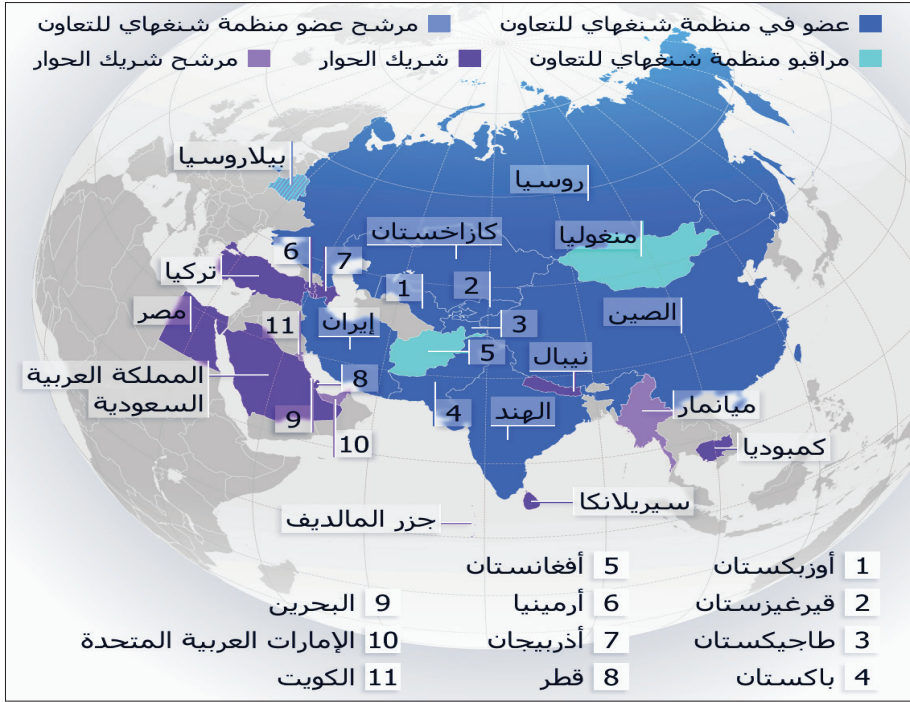 عضو في منظمة شنغهاي للتعاون
مرشح عضو منظمة شنغهاي للتعاون
مراقبو منظمة شنغهاي للتعاون
شريك الحوار
مرشح شريك الحوار
بيلاروسيا
روسيا
كازاخستان
منغوليا
تركيا
6
7
1
2
مصر
11
إيران
3
الصين
5
نيبال
المملكة العربية
السعودية
8
9
4
الهند
ميانمار
10
كمبوديا
سيريلانكا
جزر المالديف
1 أوزبكستان
2 قيرغيزستان
3 طاجيكستان
4 باكستان
5 أفغانستان
6 أرمينيا
7 أذربيجان
8 قطر
9 البحرين
10 الإمارات العربية المتحدة
11 الكويت